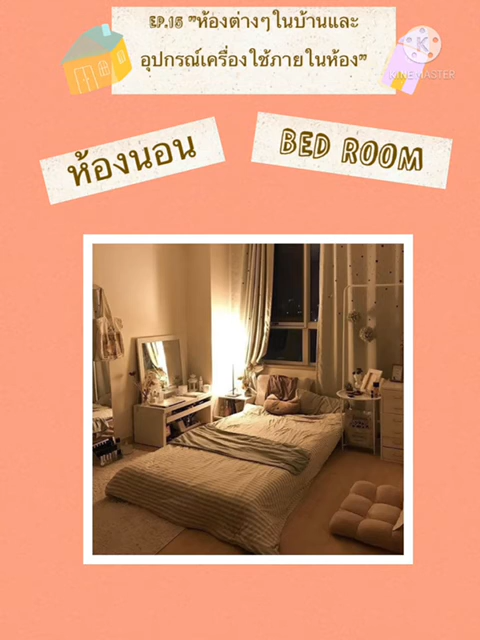 EP.15 "ห้องต่างๆในบ้านและ
อุปกรณ์เครื่องใช้ภายในห้อง"
K
KINEMASTER
ห้องนอน
BED ROOM